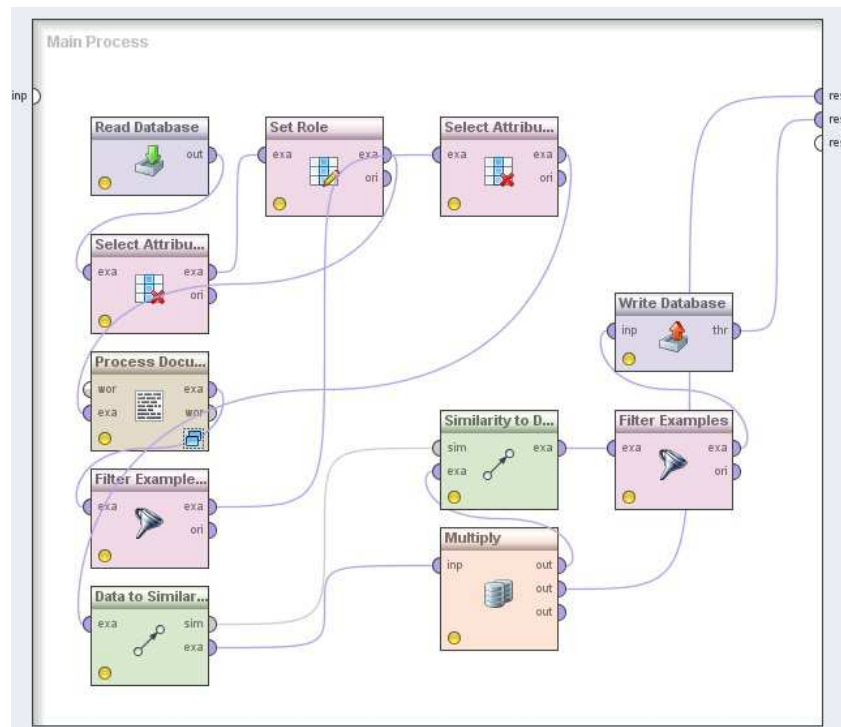 Main Process
inp
res
res
res
Read Database
out
Set Role
exa
exa
ori
Select Attribu...
exa
exa
ori
Select Attribu...
exa
exa
ori
Write Database
inp
thr
Process Docu...
wor
exa
exa
wor
Similarity to D...
sim
exa
exa
Filter Examples
exa
exa
ori
Filter Example...
exa
exa
ori
Multiply
inp
out
out
out
Data to Similar...
exa
sim
exa